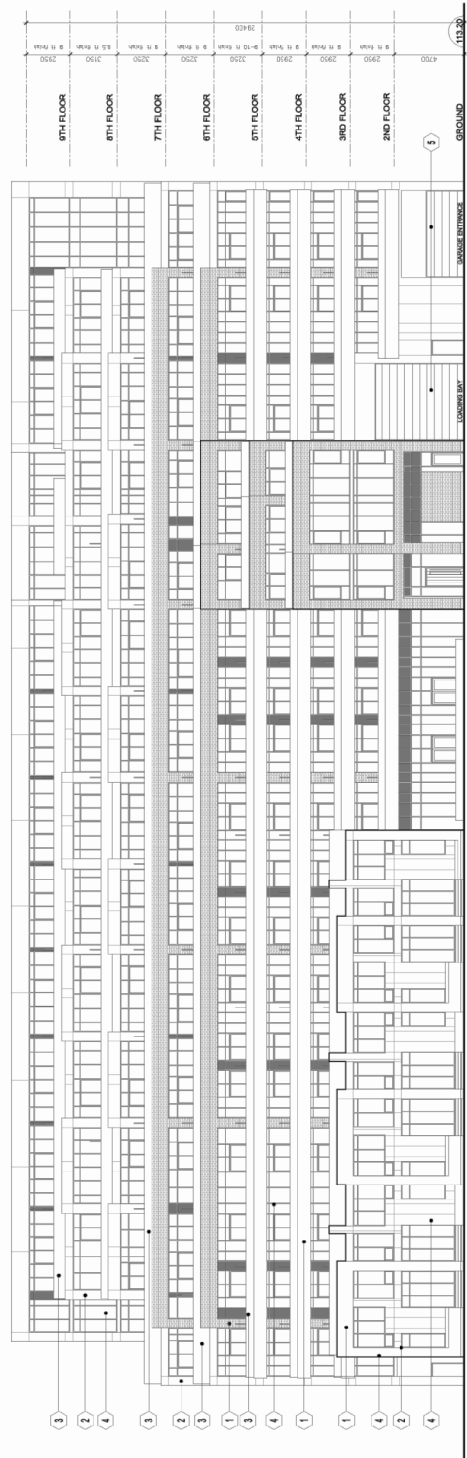 29400
2950
3150
3250
3250
3250
2950
2950
2950
4700
113.20
9TH FLOOR
8TH FLOOR
7TH FLOOR
6TH FLOOR
5TH FLOOR
4TH FLOOR
3RD FLOOR
2ND FLOOR
GROUND
5
GARAGE ENTRANCE
LOADING BAY
3
2
4
3
2
3
1
3
4
1
1
4
2
4